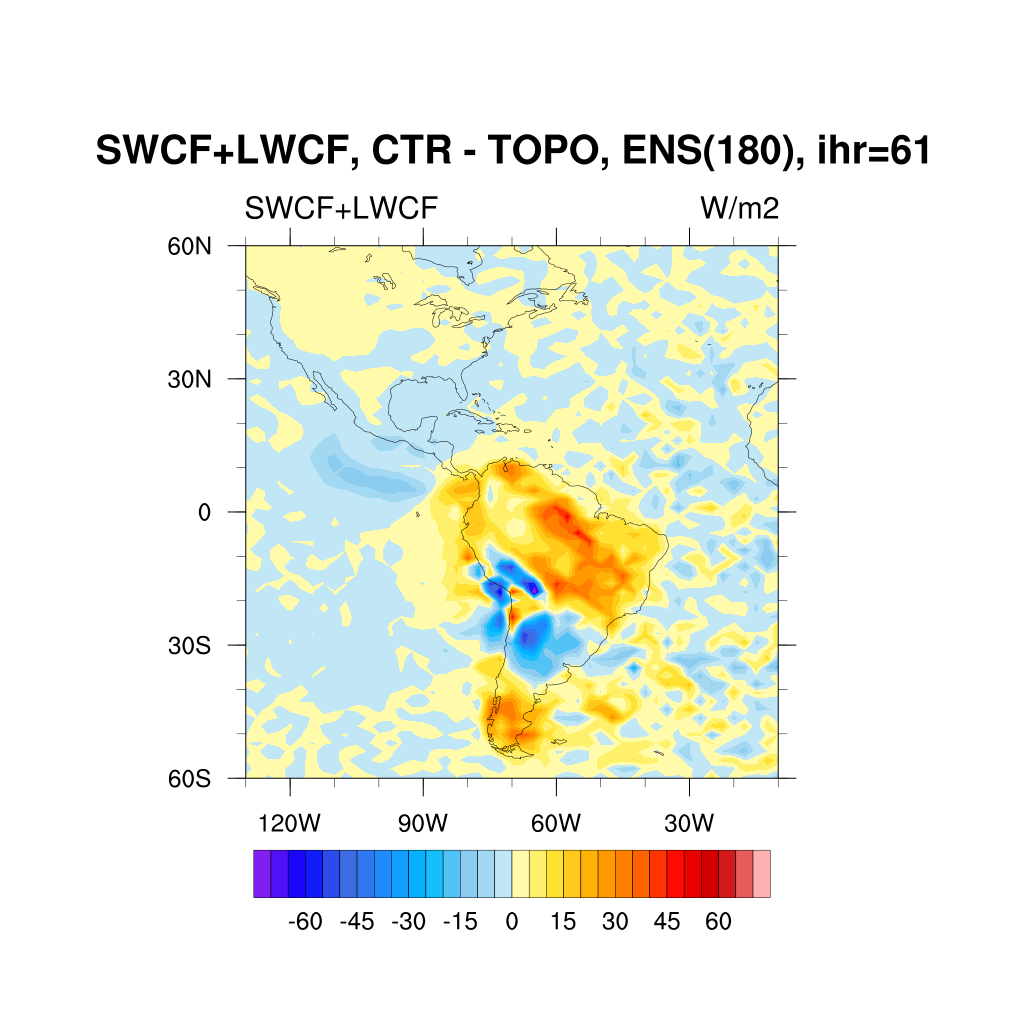 SWCF+LWCF, CTR - TOPO, ENS(180), ihr=61
SWCF+LWCF W/m2
60N
30N
0
30S
60S
120W 90W 60W 30W
-60 -45 -30 -15 0 15 30 45 60